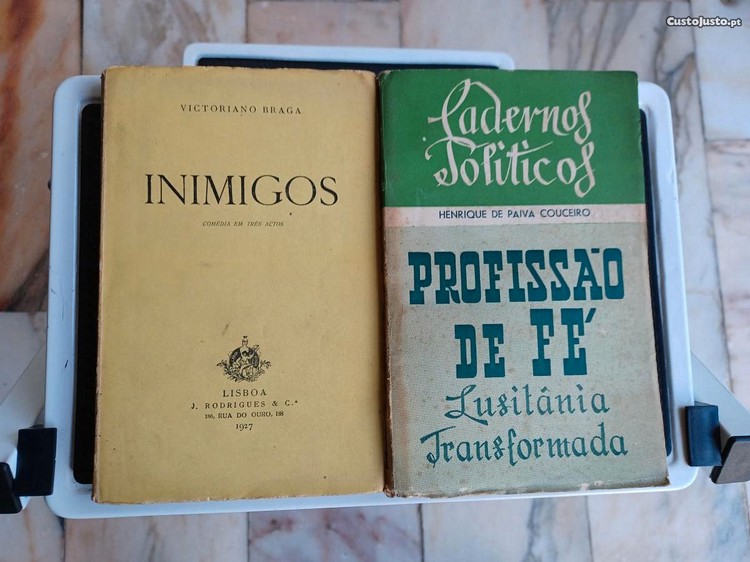 CustoJusto.pt
VICTORIANO BRAGA
INIMIGOS
COMÉDIA EM TRÊS ACTOS
LISBOA
J. RODRIGUES & C.ª
186, RUA DO OURO, 188
1927
Cadernos
Políticos
HENRIQUE DE PAIVA COUCEIRO
PROFISSÃO
DE FÉ
Lusitânia
Transformada